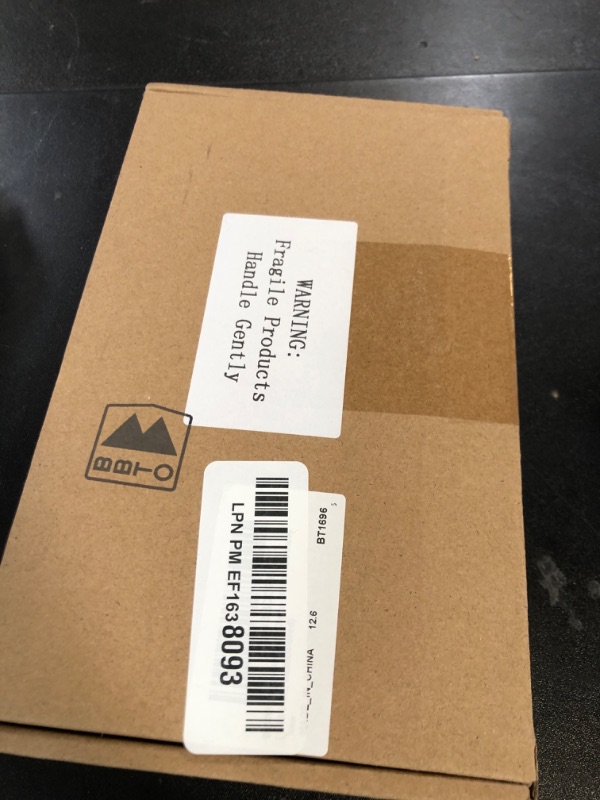 WARNING:
Fragile Products
Handle Gently
BBTO
LPN PM EF1638093
BT1696
12.6